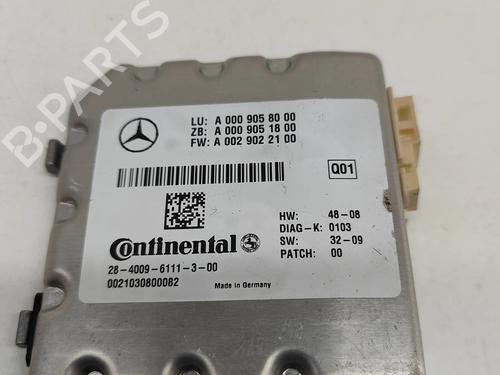 LU: A 000 905 80 00
ZB: A 000 905 18 00
FW: A 002 902 21 00
Q01
HW: 48-08
DIAG-K: 0103
SW: 32-09
PATCH: 00
Continental
28-4009-6111-3-00
0021030800082
Made in Germany
B-PARTS